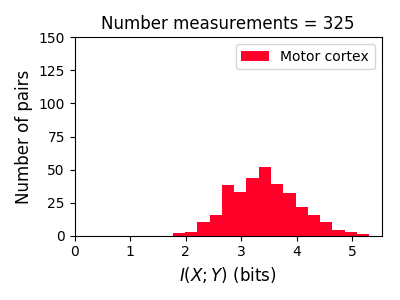 Number measurements = 325
Number of pairs
150
125
100
75
50
25
0
Motor cortex
0 1 2 3 4 5
I(X; Y) (bits)